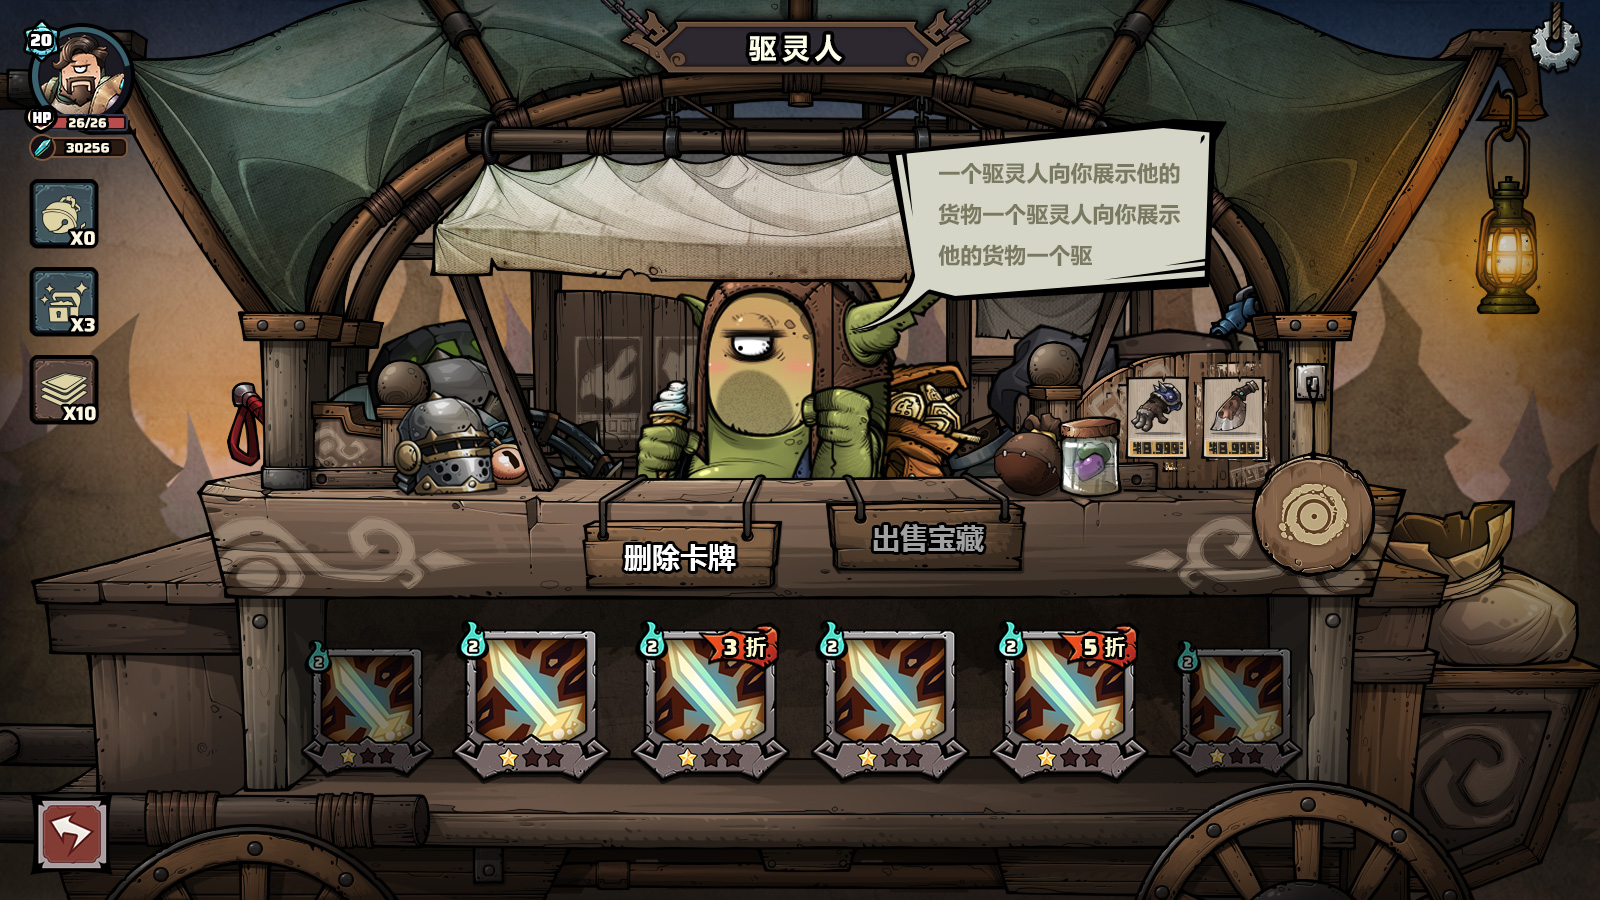 驱灵人
20
HP 26/26
30256
X0
X3
X10
一个驱灵人向你展示他的
货物一个驱灵人向你展示
他的货物一个驱
删除卡牌
出售宝藏
2
2
2
3折
2
2
5折
2